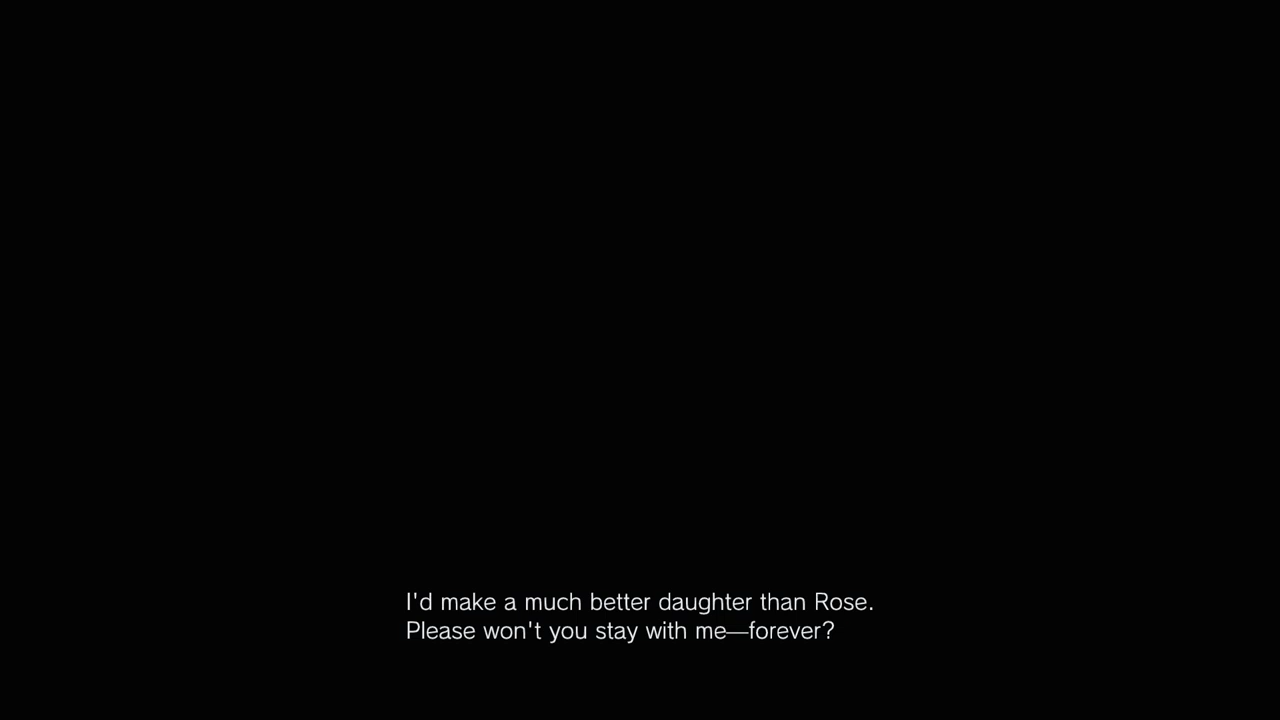 I'd make a much better daughter than Rose.
Please won't you stay with me—forever?